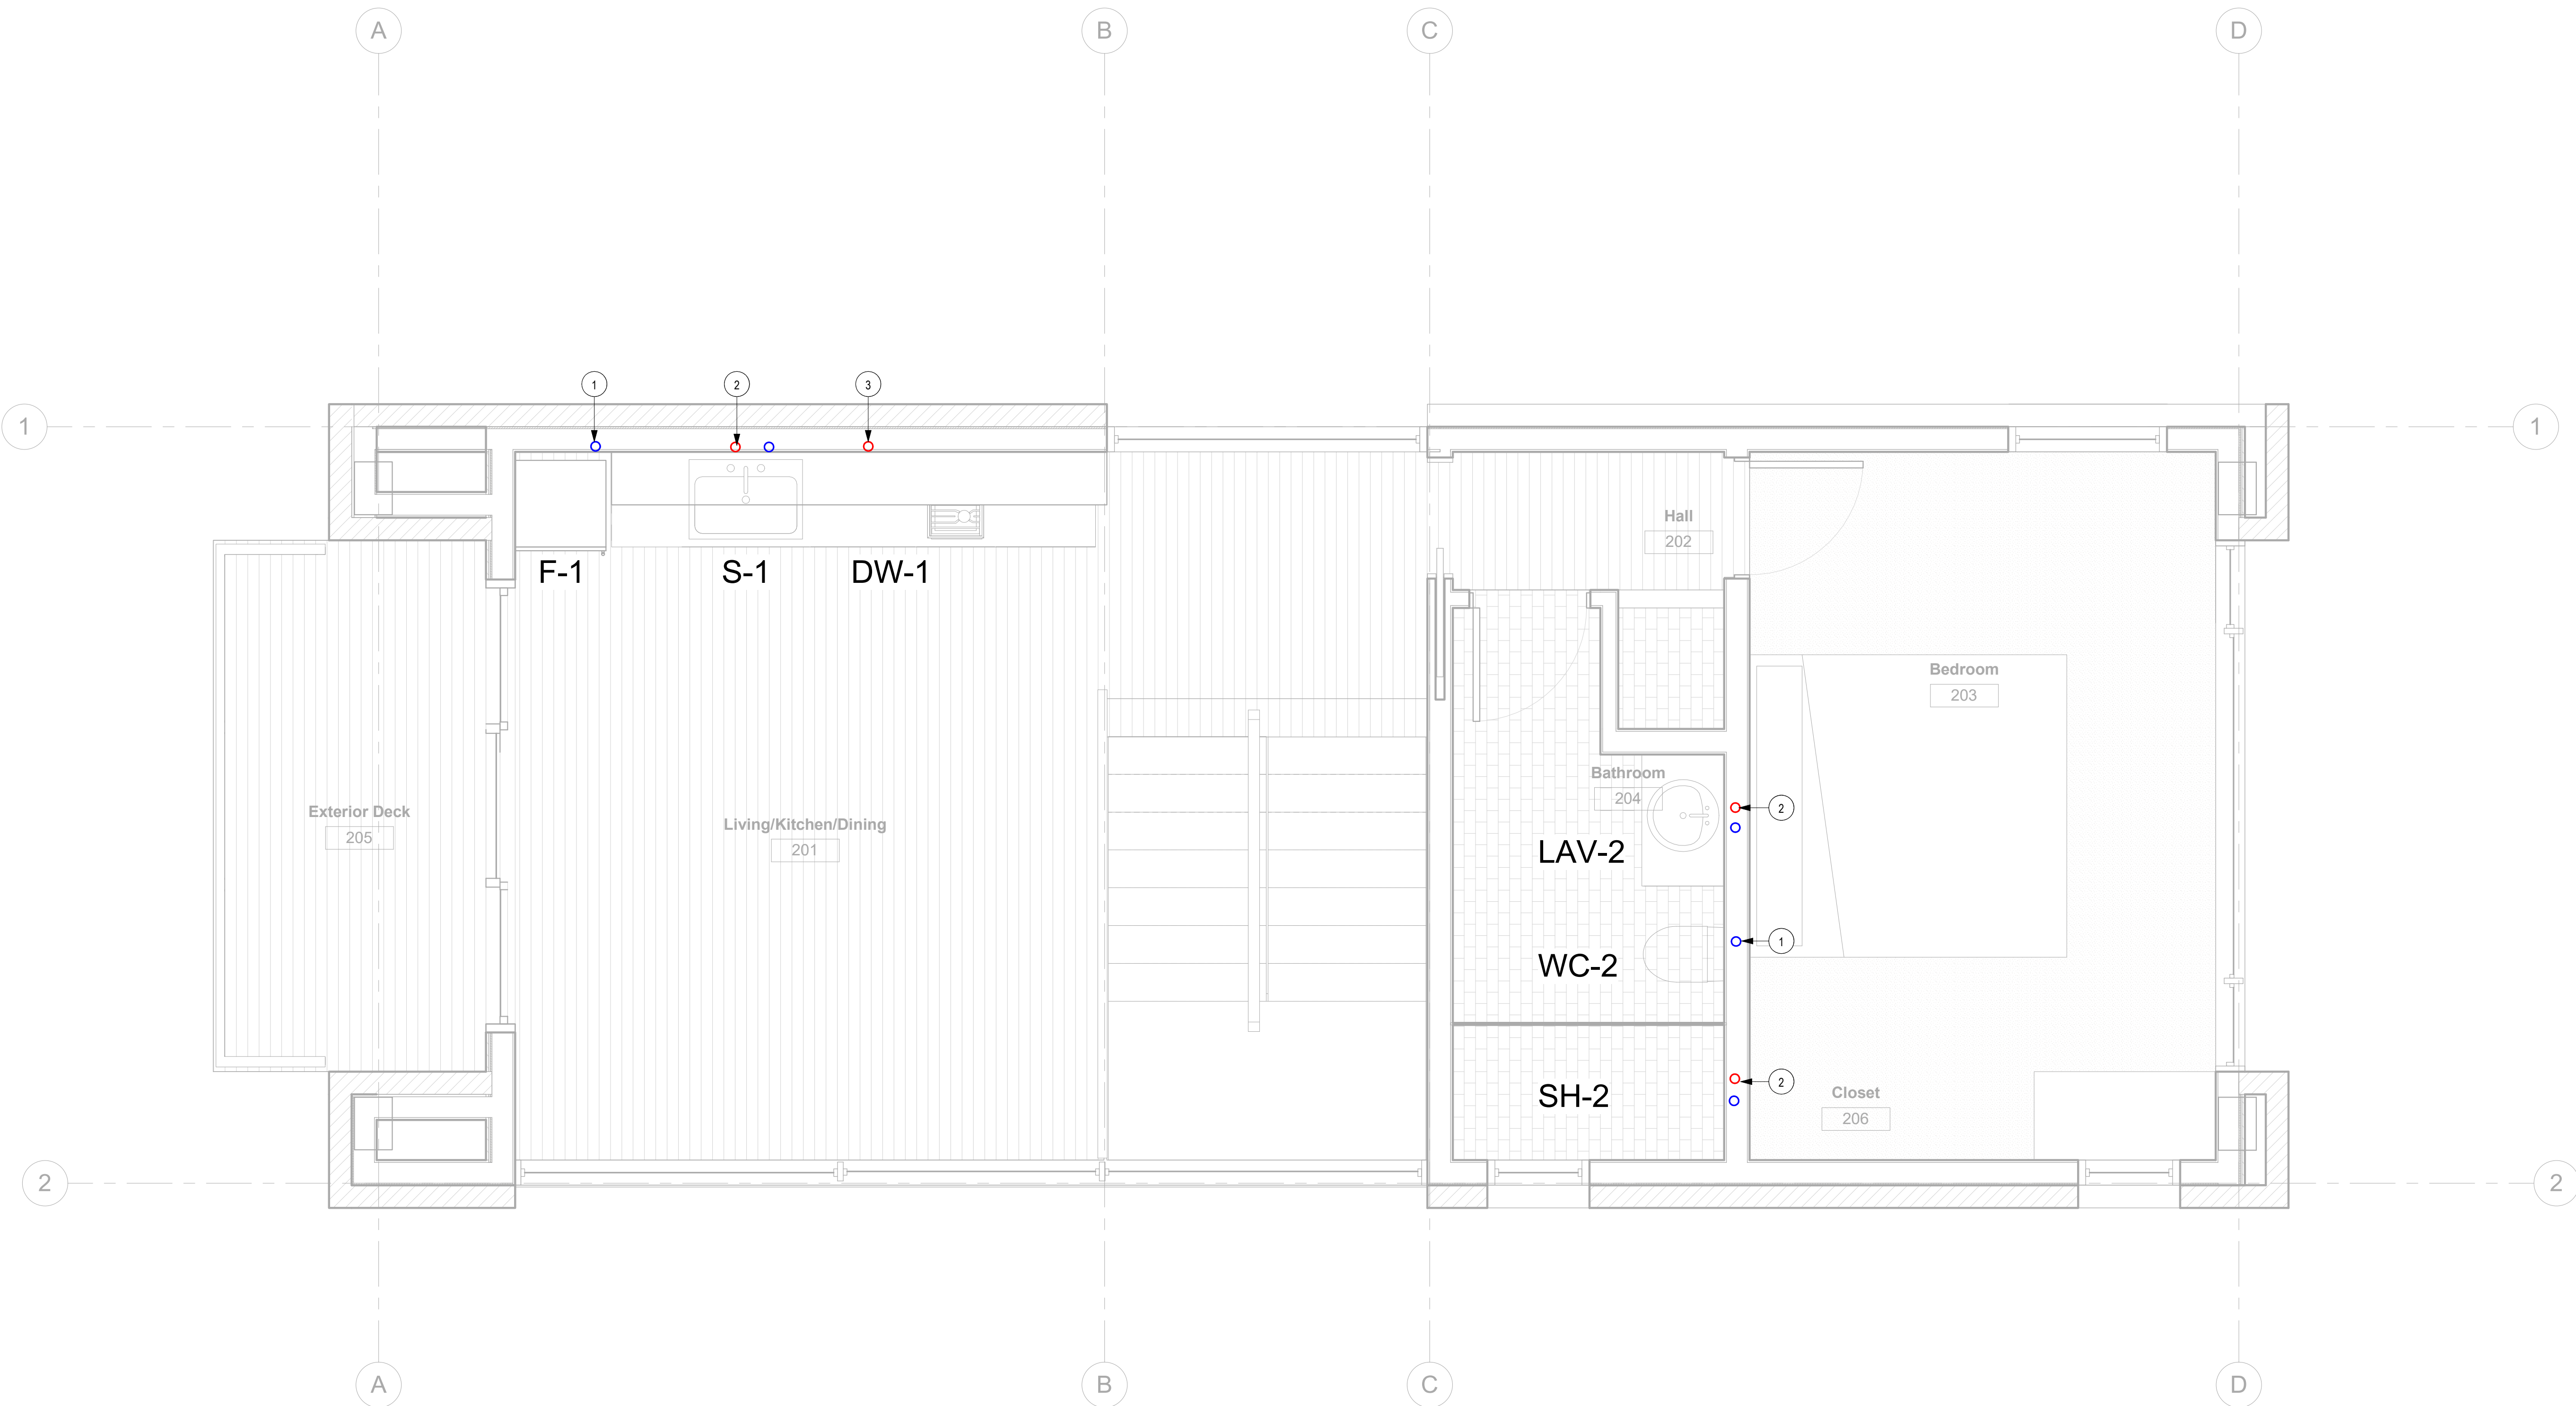 A
B
C
D
1
2
3
1
1
F-1
S-1
DW-1
Hall
202
Bedroom
203
Bathroom
204
Exterior Deck
205
Living/Kitchen/Dining
201
2
LAV-2
1
WC-2
2
SH-2
Closet
206
2
2
A
B
C
D